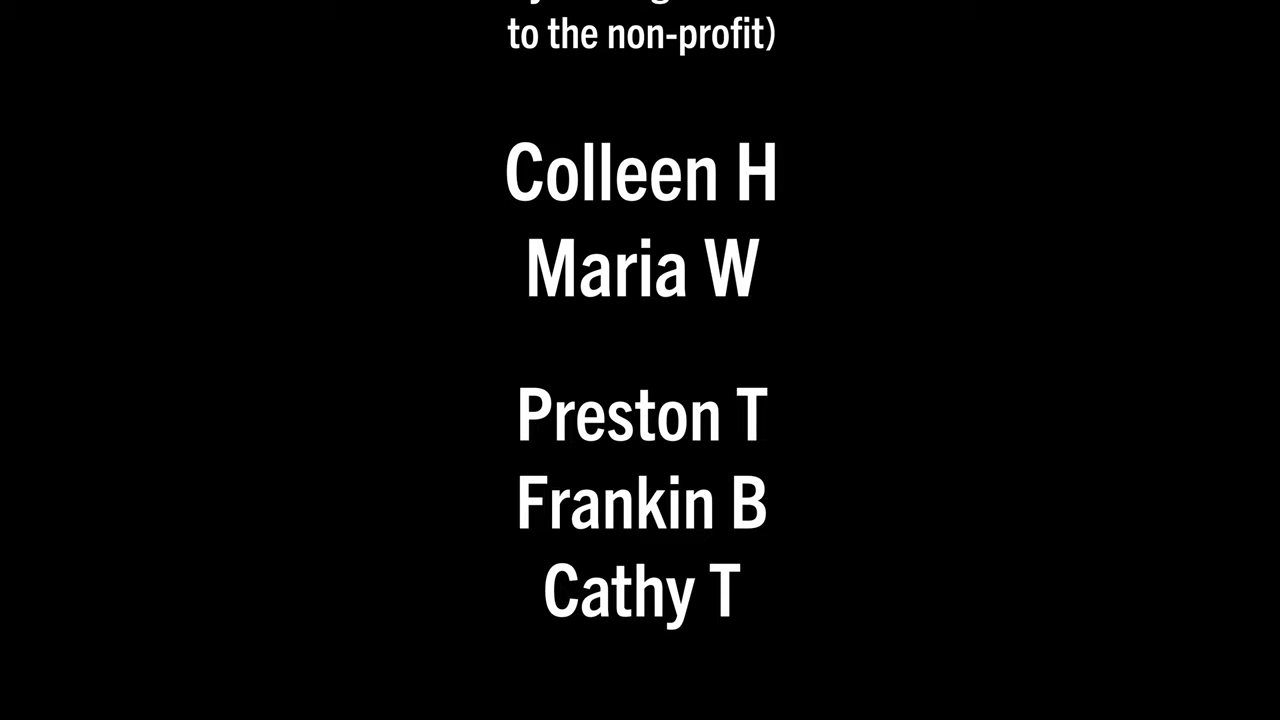 to the non-profit)
Colleen H
Maria W
Preston T
Frankin B
Cathy T